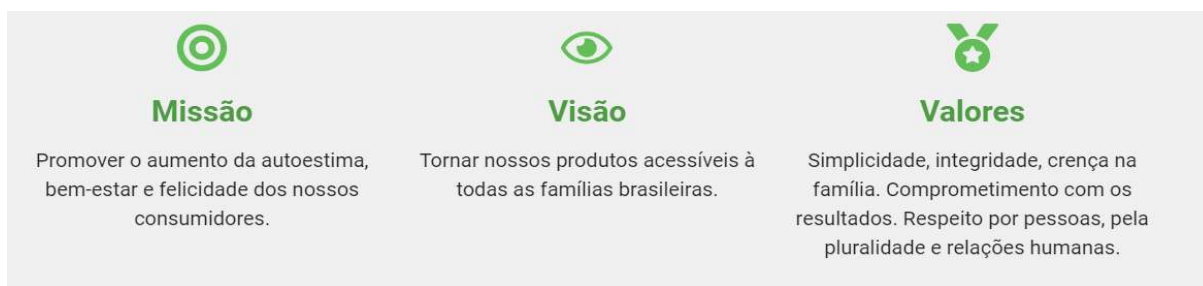 Missão
Promover o aumento da autoestima,
bem-estar e felicidade dos nossos
consumidores.
Visão
Tornar nossos produtos acessíveis à
todas as famílias brasileiras.
Valores
Simplicidade, integridade, crença na
família. Comprometimento com os
resultados. Respeito por pessoas, pela
pluralidade e relações humanas.